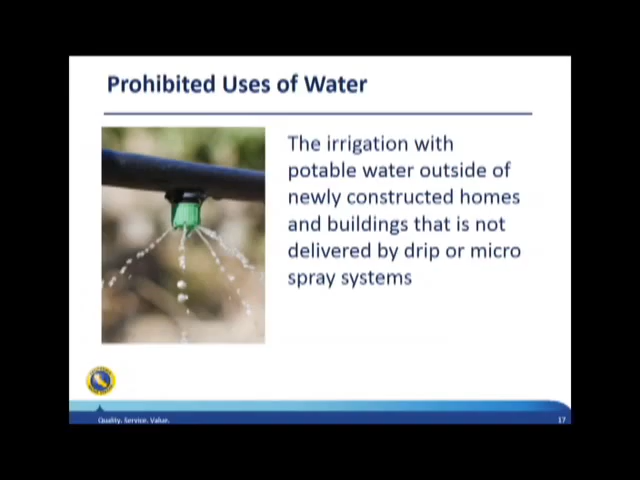 Prohibited Uses of Water
The irrigation with
potable water outside of
newly constructed homes
and buildings that is not
delivered by drip or micro
spray systems
Quality. Service. Value.
17